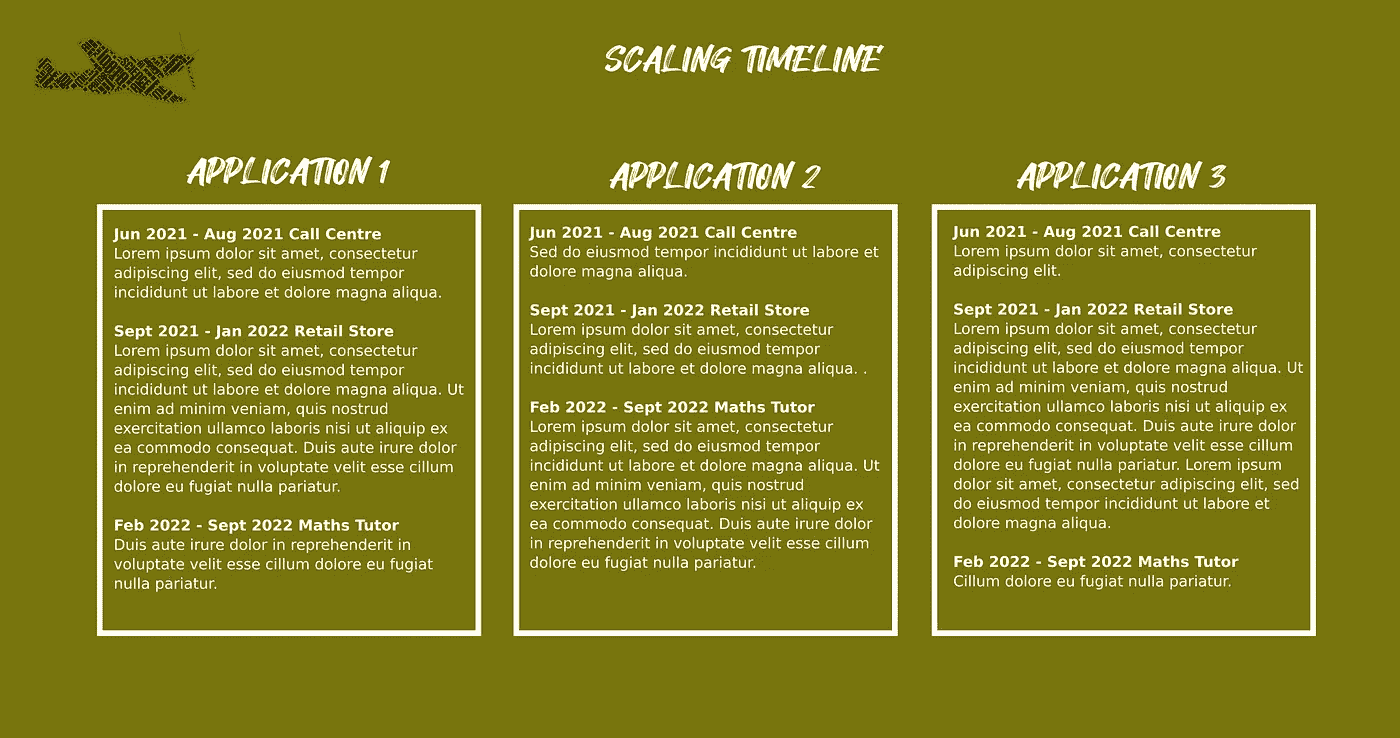 SCALING TIMELINE
APPLICATION 1
Jun 2021 - Aug 2021 Call Centre
Lorem ipsum dolor sit amet, consectetur
adipiscing elit, sed do eiusmod tempor
incididunt ut labore et dolore magna aliqua.
Sept 2021 - Jan 2022 Retail Store
Lorem ipsum dolor sit amet, consectetur
adipiscing elit, sed do eiusmod tempor
incididunt ut labore et dolore magna aliqua. Ut
enim ad minim veniam, quis nostrud
exercitation ullamco laboris nisi ut aliquip ex
ea commodo consequat. Duis aute irure dolor
in reprehenderit in voluptate velit esse cillum
dolore eu fugiat nulla pariatur.
Feb 2022 - Sept 2022 Maths Tutor
Duis aute irure dolor in reprehenderit in
voluptate velit esse cillum dolore eu fugiat
nulla pariatur.
APPLICATION 2
Jun 2021 - Aug 2021 Call Centre
Sed do eiusmod tempor incididunt ut labore et
dolore magna aliqua.
Sept 2021 - Jan 2022 Retail Store
Lorem ipsum dolor sit amet, consectetur
adipiscing elit, sed do eiusmod tempor
incididunt ut labore et dolore magna aliqua. .
Feb 2022 - Sept 2022 Maths Tutor
Lorem ipsum dolor sit amet, consectetur
adipiscing elit, sed do eiusmod tempor
incididunt ut labore et dolore magna aliqua. Ut
enim ad minim veniam, quis nostrud
exercitation ullamco laboris nisi ut aliquip ex
ea commodo consequat. Duis aute irure dolor
in reprehenderit in voluptate velit esse cillum
dolore eu fugiat nulla pariatur.
APPLICATION 3
Jun 2021 - Aug 2021 Call Centre
Lorem ipsum dolor sit amet, consectetur
adipiscing elit.
Sept 2021 - Jan 2022 Retail Store
Lorem ipsum dolor sit amet, consectetur
adipiscing elit, sed do eiusmod tempor
incididunt ut labore et dolore magna aliqua. Ut
enim ad minim veniam, quis nostrud
exercitation ullamco laboris nisi ut aliquip ex
ea commodo consequat. Duis aute irure dolor
in reprehenderit in voluptate velit esse cillum
dolore eu fugiat nulla pariatur. Lorem ipsum
dolor sit amet, consectetur adipiscing elit, sed
do eiusmod tempor incididunt ut labore et
dolore magna aliqua.
Feb 2022 - Sept 2022 Maths Tutor
Cillum dolore eu fugiat nulla pariatur.